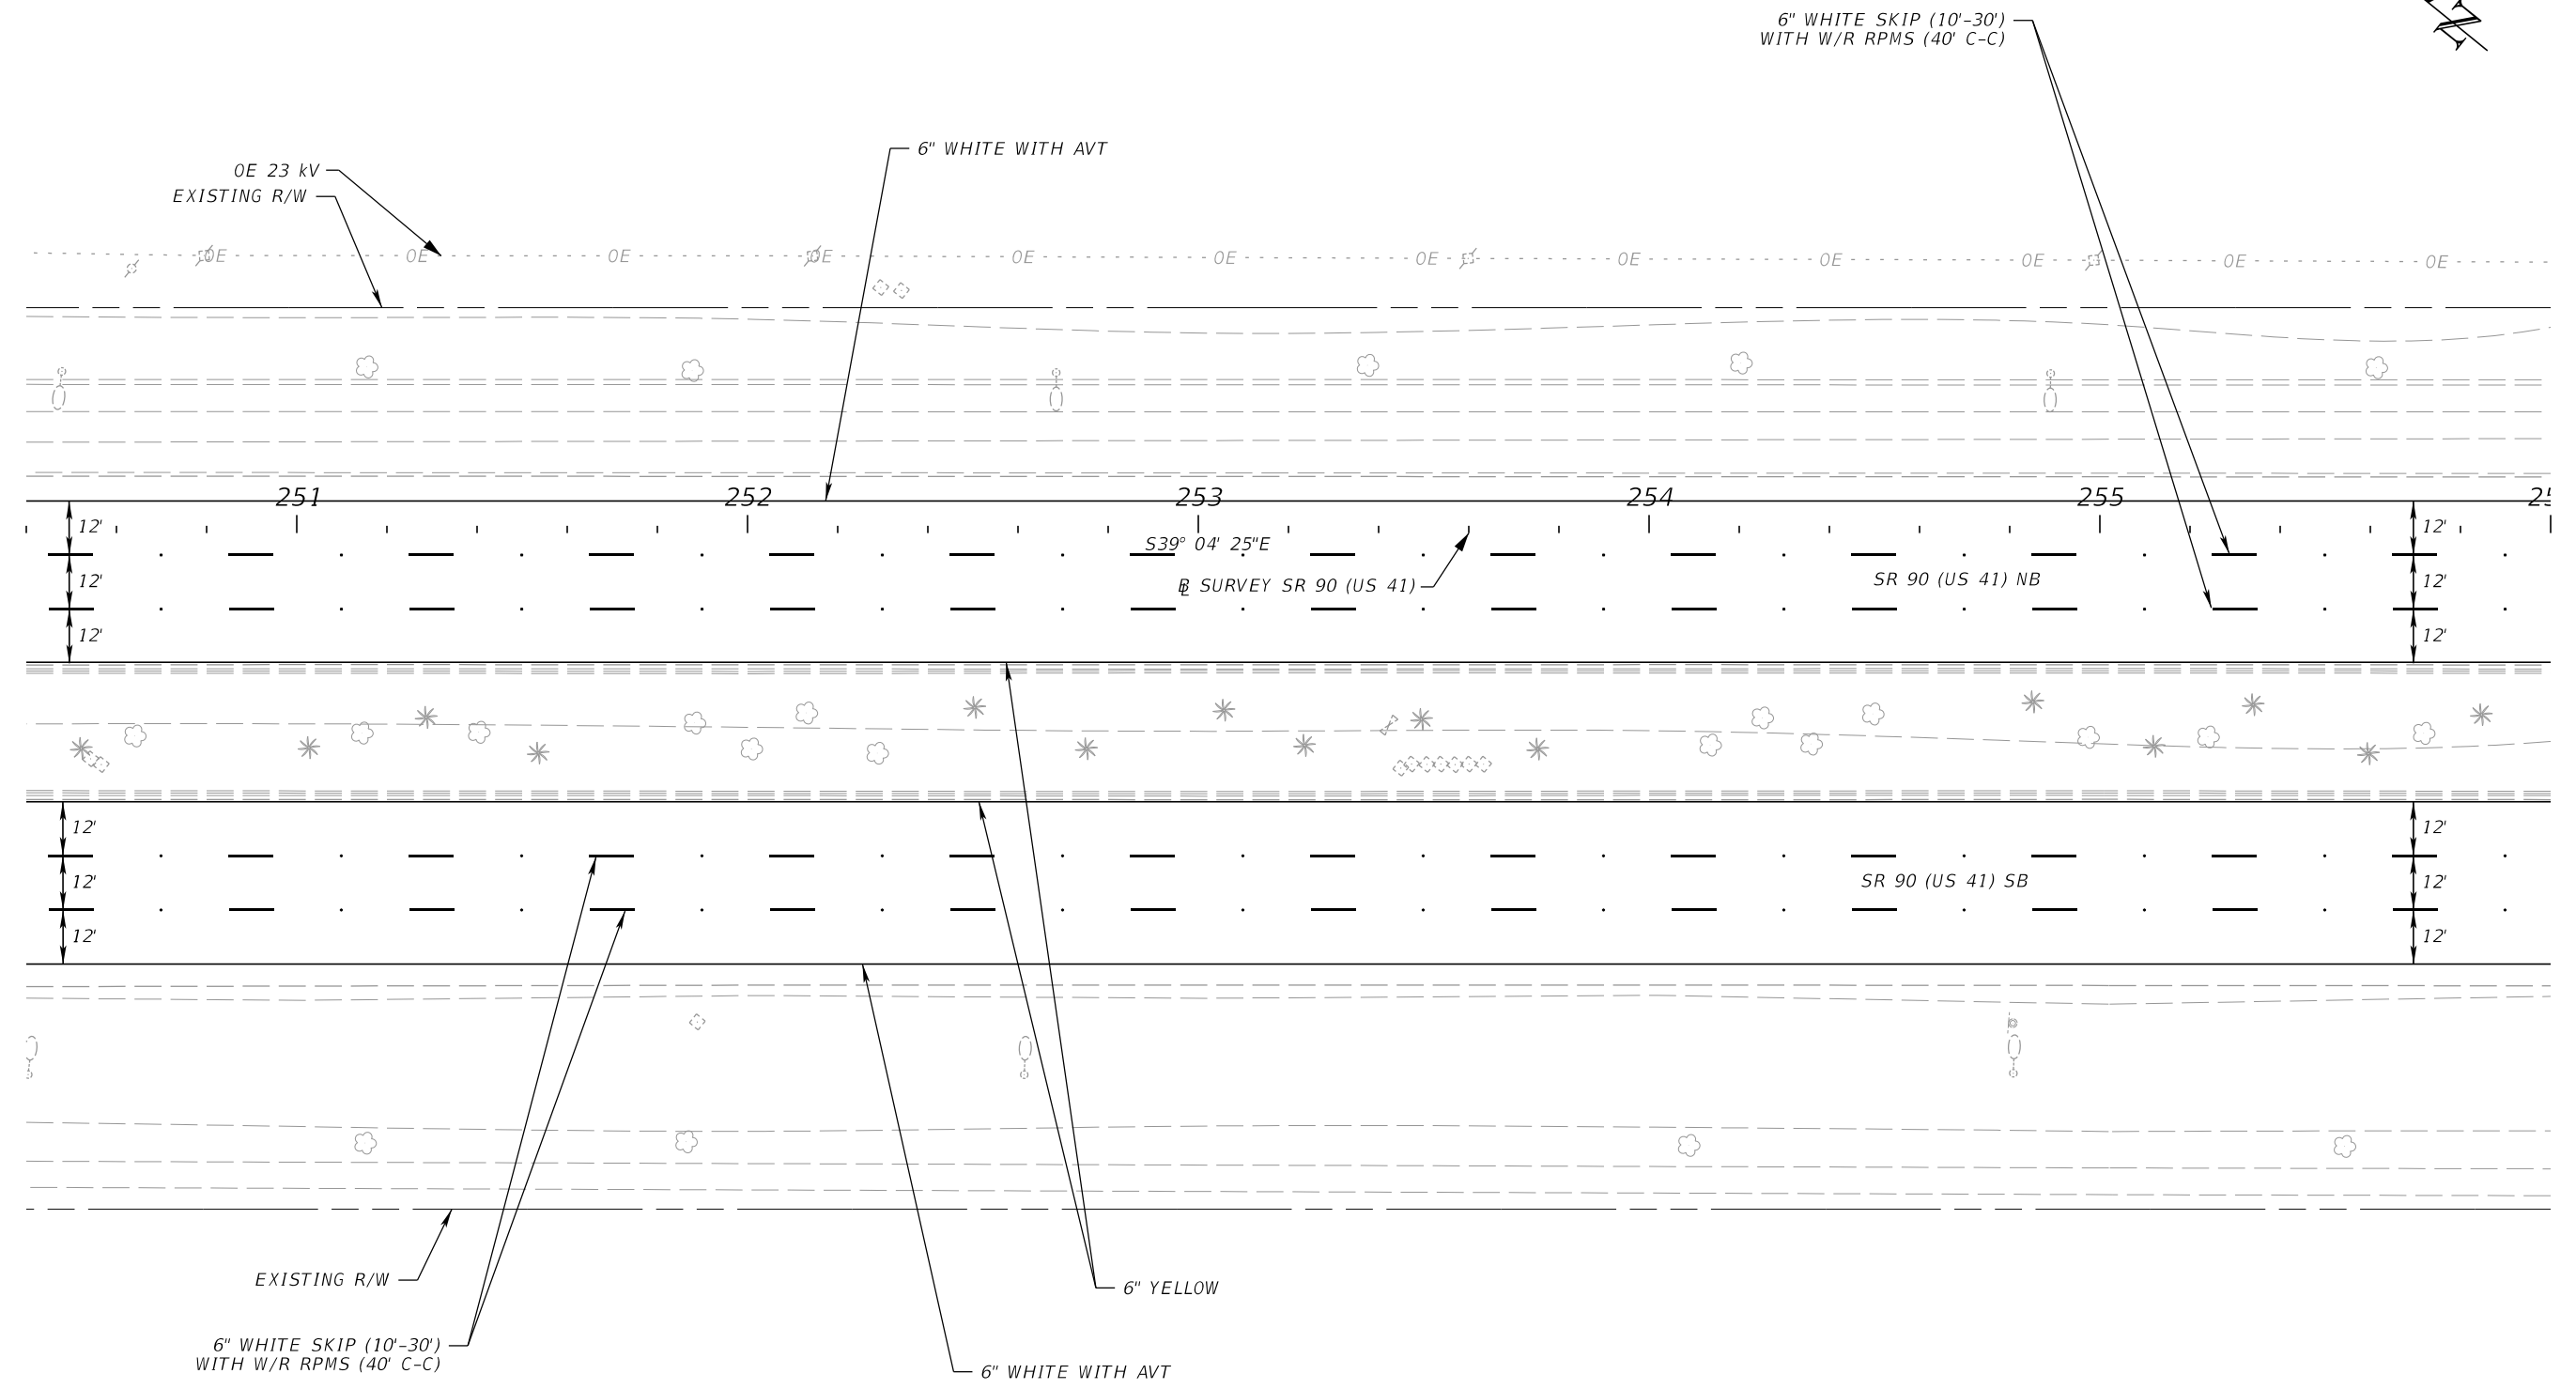 6" WHITE SKIP (10'-30')
WITH W/R RPMS (40' C-C)
N
6" WHITE WITH AVT
OE 23 kV
EXISTING R/W
OE OE OE OE OE OE OE OE OE OE OE OE
251 252 253 254 255 25
12' 12'
S39° 04' 25"E
12' B SURVEY SR 90 (US 41) SR 90 (US 41) NB 12'
12' 12'
12' 12'
12' SR 90 (US 41) SB 12'
12' 12'
EXISTING R/W
6" YELLOW
6" WHITE SKIP (10'-30')
WITH W/R RPMS (40' C-C)
6" WHITE WITH AVT